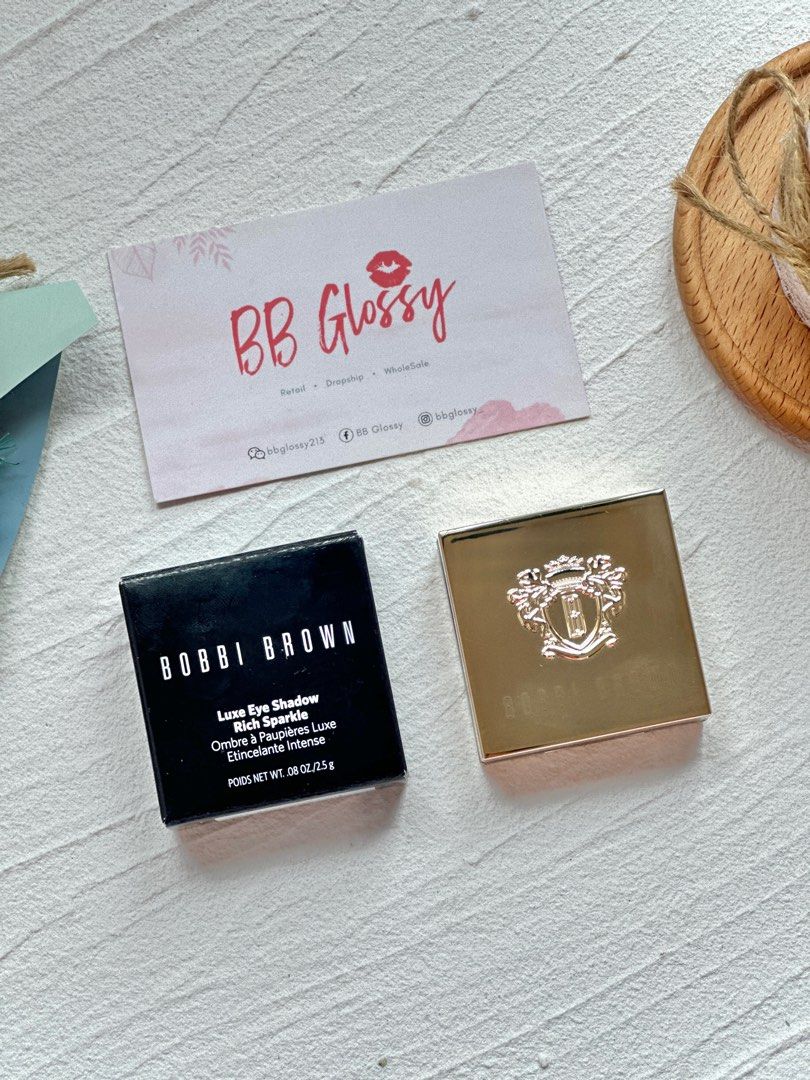 BB Glossy
Retail • Dropship • WholeSale
bbglossy213 BB Glossy bbglossy_
BOBBI BROWN
Luxe Eye Shadow
Rich Sparkle
Ombre à Paupières Luxe
Etincelante Intense
POIDS NET WT. .08 OZ./2.5 g
BOBBI BROWN